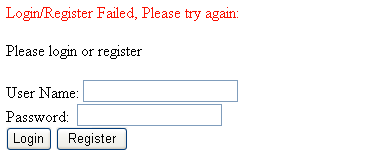 Login/Register Failed, Please try again:
Please login or register
User Name:
Password:
Login Register